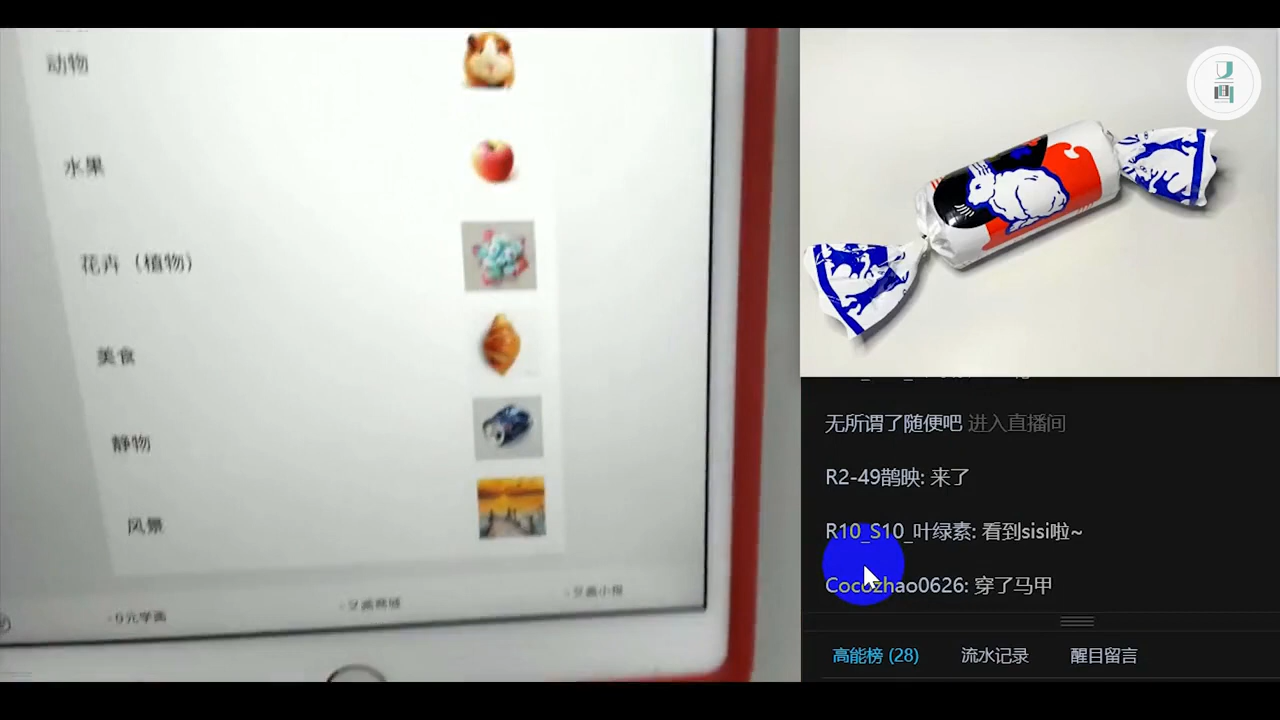 动物
水果
花卉（植物）
美食
静物
风景
无所谓了随便吧 进入直播间
R2-49鹊映: 来了
R10_S10_叶绿素: 看到sisi啦~
Cocozhao0626: 穿了马甲
高能榜 (28)
流水记录
醒目留言